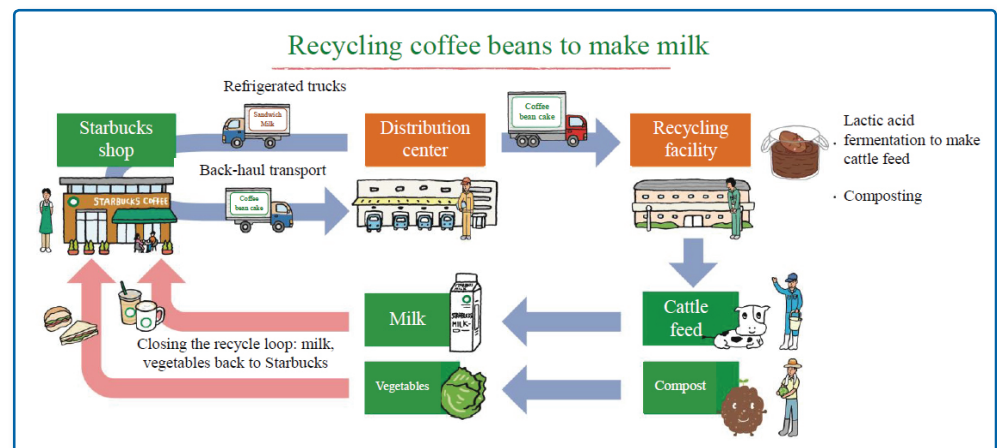 Recycling coffee beans to make milk
Refrigerated trucks
Sandwich
Milk
Starbucks
shop
Distribution
center
Coffee
bean cake
Recycling
facility
· Lactic acid
fermentation to make
cattle feed
· Composting
Back-haul transport
Coffee
bean cake
STARBUCKS COFFEE
Milk
STARBUCKS
MILK
Cattle
feed
Closing the recycle loop: milk,
vegetables back to Starbucks
Vegetables
Compost